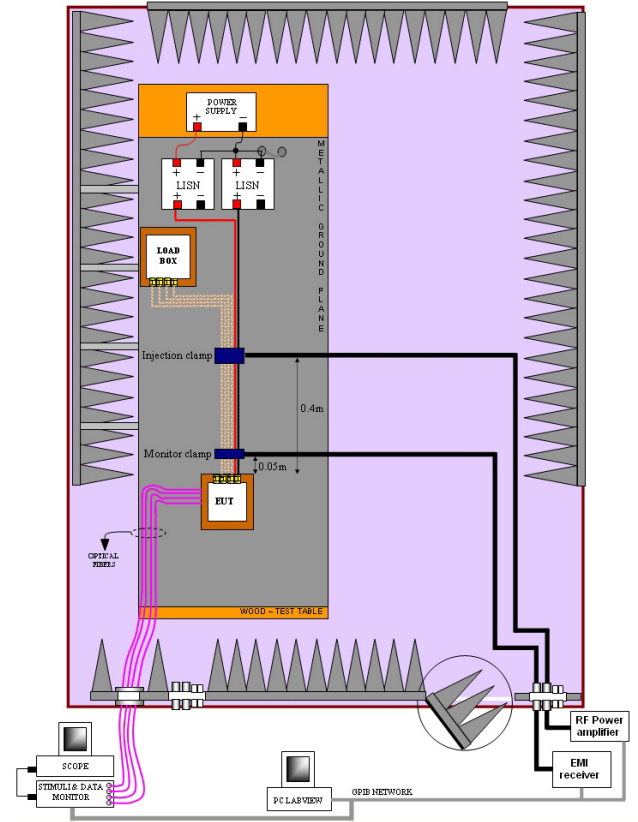 POWER
SUPPLY
+ −
+ − + −
LISN LISN
+ − + −
METALLIC GROUND PLANE
LOAD
BOX
Injection clamp
0.4m
Monitor clamp
0.05m
EUT
OPTICAL
FIBERS
WOOD – TEST TABLE
RF Power
amplifier
SCOPE
EMI
receiver
STIMULI & DATA
MONITOR
PC LABVIEW
GPIB NETWORK